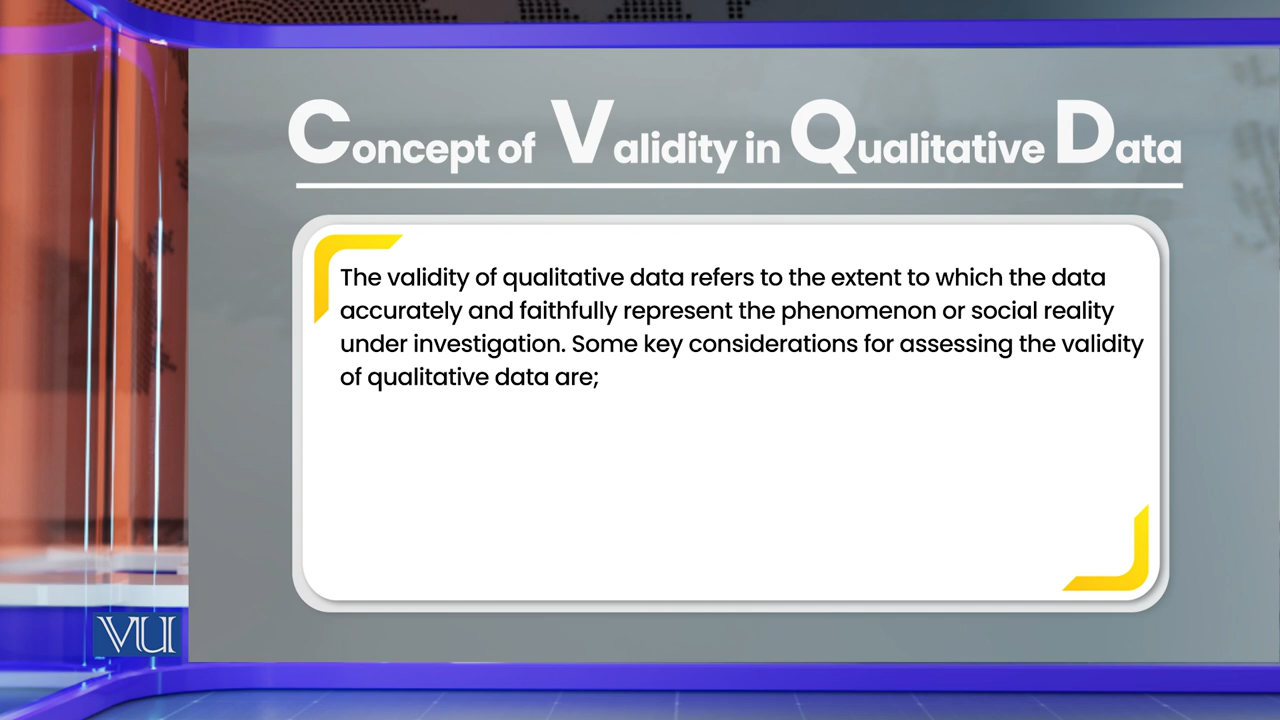 Concept of Validity in Qualitative Data
The validity of qualitative data refers to the extent to which the data
accurately and faithfully represent the phenomenon or social reality
under investigation. Some key considerations for assessing the validity
of qualitative data are;
VU